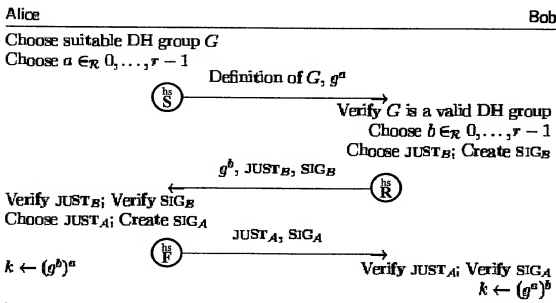 Alice Bob
Choose suitable DH group G
Choose a ∈_R 0, . . . , r − 1
Definition of G, g^a
hs S
Verify G is a valid DH group
Choose b ∈_R 0, . . . , r − 1
Choose JUST_B; Create SIG_B
g^b, JUST_B, SIG_B
hs R
Verify JUST_B; Verify SIG_B
Choose JUST_A; Create SIG_A
JUST_A, SIG_A
hs F
k ← (g^b)^a
Verify JUST_A; Verify SIG_A
k ← (g^a)^b